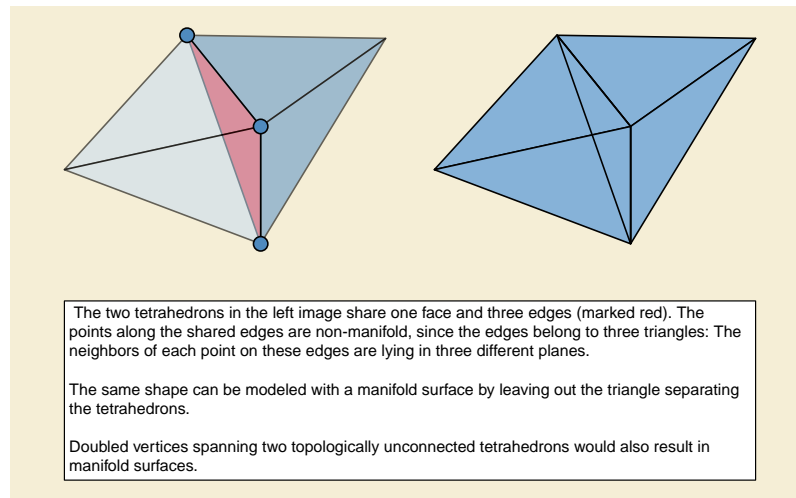 The two tetrahedrons in the left image share one face and three edges (marked red). The
points along the shared edges are non-manifold, since the edges belong to three triangles: The
neighbors of each point on these edges are lying in three different planes.
The same shape can be modeled with a manifold surface by leaving out the triangle separating
the tetrahedrons.
Doubled vertices spanning two topologically unconnected tetrahedrons would also result in
manifold surfaces.